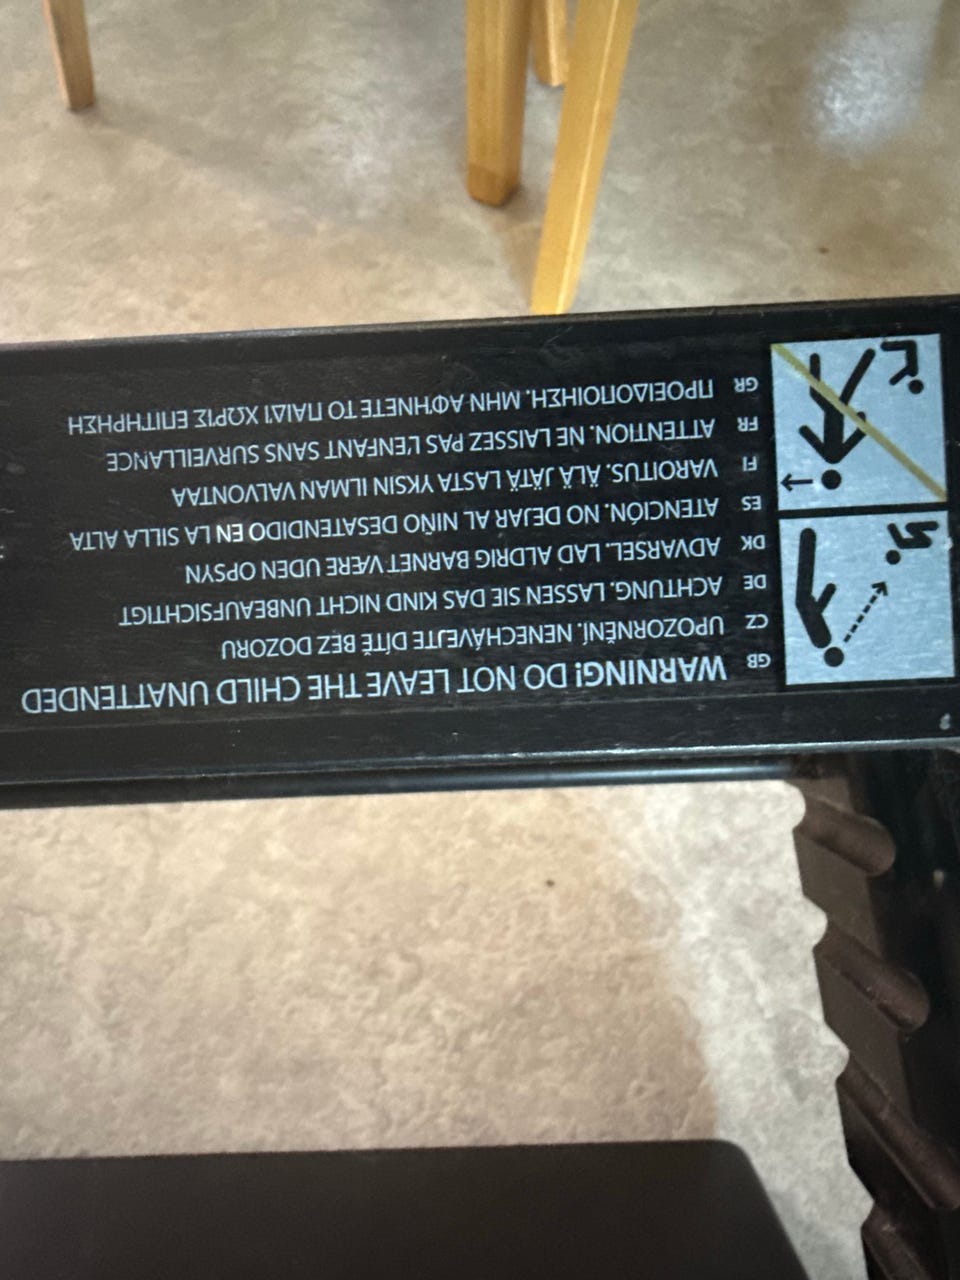 GB WARNING! DO NOT LEAVE THE CHILD UNATTENDED
CZ UPOZORNĚNÍ. NENECHÁVEJTE DÍTĚ BEZ DOZORU
DE ACHTUNG. LASSEN SIE DAS KIND NICHT UNBEAUFSICHTIGT
DK ADVARSEL. LAD ALDRIG BARNET VÆRE UDEN OPSYN
ES ATENCIÓN. NO DEJAR AL NIÑO DESATENDIDO EN LA SILLA ALTA
FI VAROITUS. ÄLÄ JÄTÄ LASTA YKSIN ILMAN VALVONTAA
FR ATTENTION. NE LAISSEZ PAS L'ENFANT SANS SURVEILLANCE
GR ΠΡΟΕΙΔΟΠΟΙΗΣΗ. ΜΗΝ ΑΦΗΝΕΤΕ ΤΟ ΠΑΙΔΙ ΧΩΡΙΣ ΕΠΙΤΗΡΗΣΗ